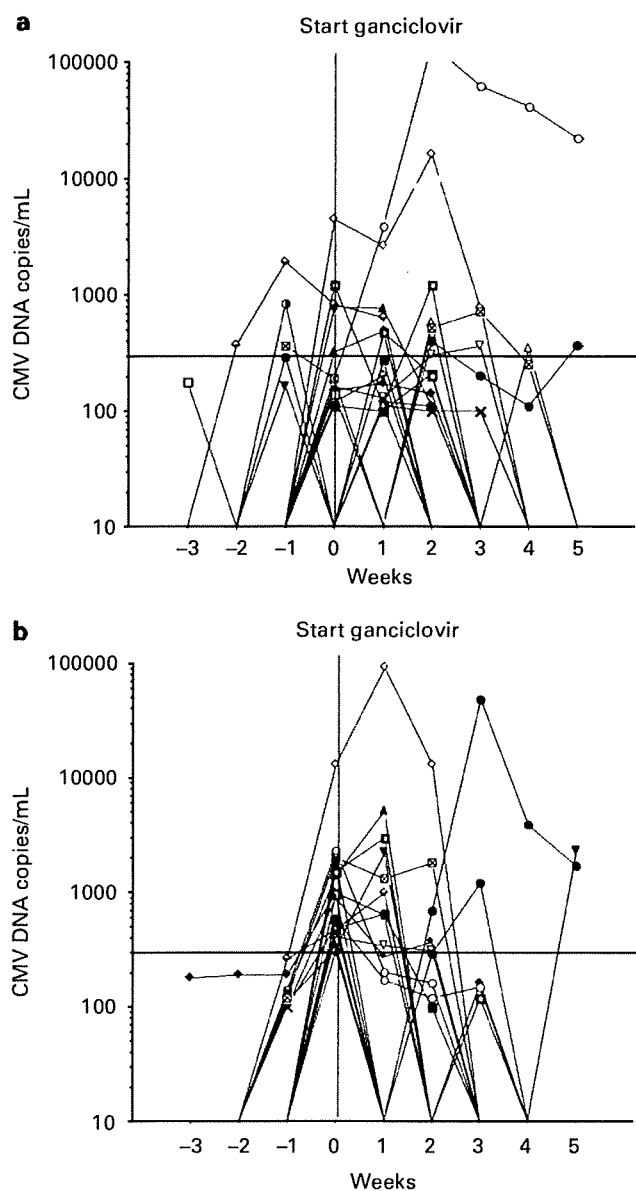 a
Start ganciclovir
100000
10000
1000
100
10
CMV DNA copies/mL
–3 –2 –1 0 1 2 3 4 5
Weeks
b
Start ganciclovir
100000
10000
1000
100
10
CMV DNA copies/mL
–3 –2 –1 0 1 2 3 4 5
Weeks